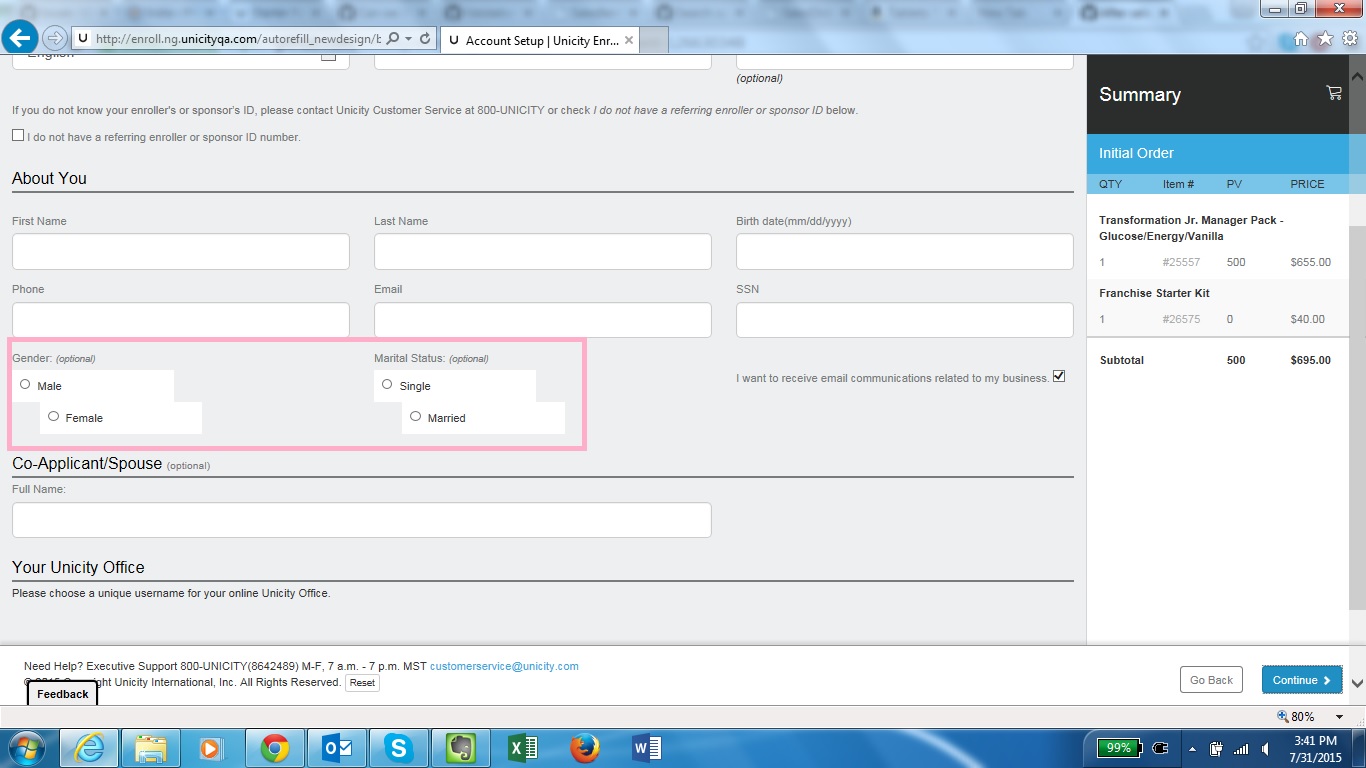 http://enroll.ng.unicityqa.com/autorefill_newdesign/b
U Account Setup | Unicity Enr...
English
(optional)
If you do not know your enroller's or sponsor's ID, please contact Unicity Customer Service at 800-UNICITY or check I do not have a referring enroller or sponsor ID below.
I do not have a referring enroller or sponsor ID number.
About You
First Name
Last Name
Birth date(mm/dd/yyyy)
Phone
Email
SSN
Gender: (optional)
Marital Status: (optional)
Male
Single
I want to receive email communications related to my business.
Female
Married
Co-Applicant/Spouse (optional)
Full Name:
Your Unicity Office
Please choose a unique username for your online Unicity Office.
Summary
Initial Order
QTY Item # PV PRICE
Transformation Jr. Manager Pack -
Glucose/Energy/Vanilla
1 #25557 500 $655.00
Franchise Starter Kit
1 #26575 0 $40.00
Subtotal 500 $695.00
Need Help? Executive Support 800-UNICITY(8642489) M-F, 7 a.m. - 7 p.m. MST customerservice@unicity.com
Unicity International, Inc. All Rights Reserved. Reset
Feedback
Go Back
Continue
80%
99%
3:41 PM
7/31/2015